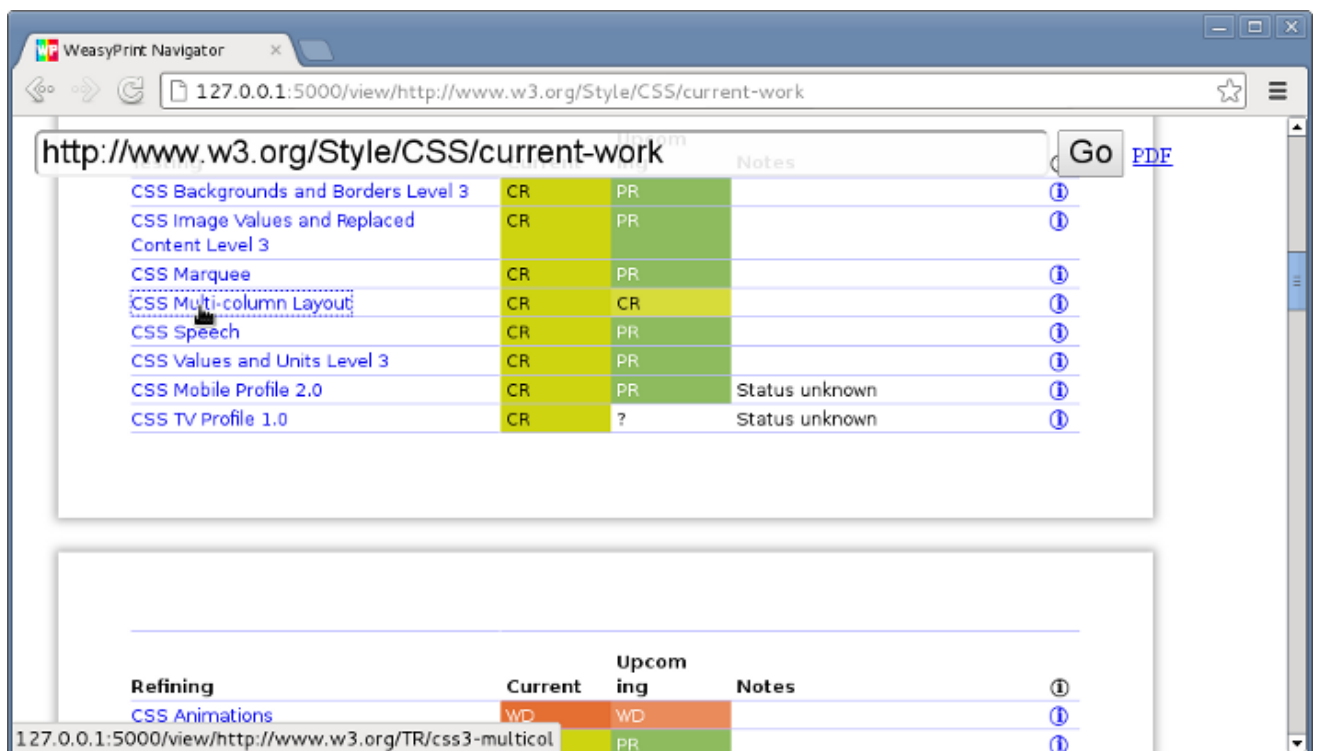 WeasyPrint Navigator
127.0.0.1:5000/view/http://www.w3.org/Style/CSS/current-work
http://www.w3.org/Style/CSS/current-work Go PDF
Upcom
Testing Current ing Notes
CSS Backgrounds and Borders Level 3 CR PR
CSS Image Values and Replaced CR PR
Content Level 3
CSS Marquee CR PR
CSS Multi-column Layout CR CR
CSS Speech CR PR
CSS Values and Units Level 3 CR PR
CSS Mobile Profile 2.0 CR PR Status unknown
CSS TV Profile 1.0 CR ? Status unknown
Upcom
Refining Current ing Notes
CSS Animations WD WD
127.0.0.1:5000/view/http://www.w3.org/TR/css3-multicol PR